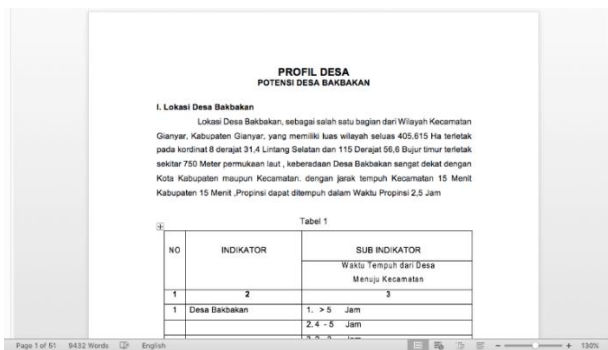 PROFIL DESA
POTENSI DESA BAKBAKAN
I. Lokasi Desa Bakbakan
Lokasi Desa Bakbakan, sebagai salah satu bagian dari Wilayah Kecamatan
Gianyar, Kabupaten Gianyar, yang memiliki luas wilayah seluas 405,615 Ha terletak
pada kordinat 8 derajat 31,4 Lintang Selatan dan 115 Derajat 56,6 Bujur timur terletak
sekitar 750 Meter permukaan laut , keberadaan Desa Bakbakan sangat dekat dengan
Kota Kabupaten maupun Kecamatan. dengan jarak tempuh Kecamatan 15 Menit
Kabupaten 15 Menit ,Propinsi dapat ditempuh dalam Waktu Propinsi 2,5 Jam
Tabel 1
NO INDIKATOR SUB INDIKATOR
Waktu Tempuh dari Desa
Menuju Kecamatan
1 2 3
1 Desa Bakbakan 1. > 5 Jam
2. 4 - 5 Jam
Page 1 of 51 9432 Words English 130%